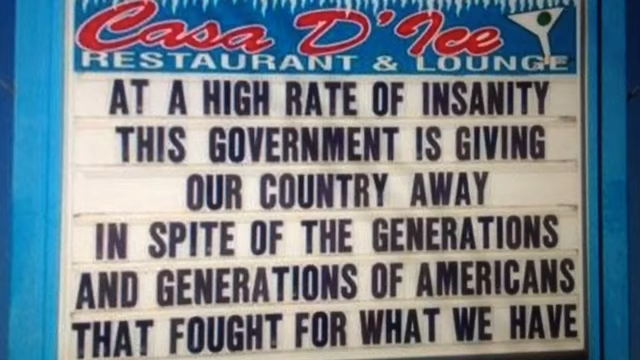 Casa D'Ice
RESTAURANT & LOUNGE
AT A HIGH RATE OF INSANITY
THIS GOVERNMENT IS GIVING
OUR COUNTRY AWAY
IN SPITE OF THE GENERATIONS
AND GENERATIONS OF AMERICANS
THAT FOUGHT FOR WHAT WE HAVE